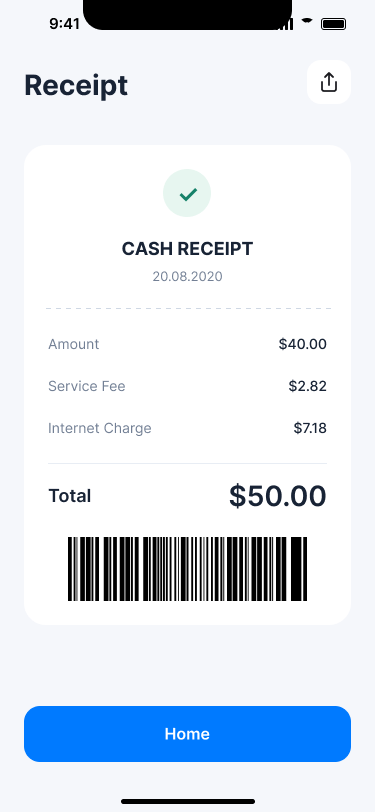 9:41
Receipt
CASH RECEIPT
20.08.2020
Amount $40.00
Service Fee $2.82
Internet Charge $7.18
Total $50.00
Home